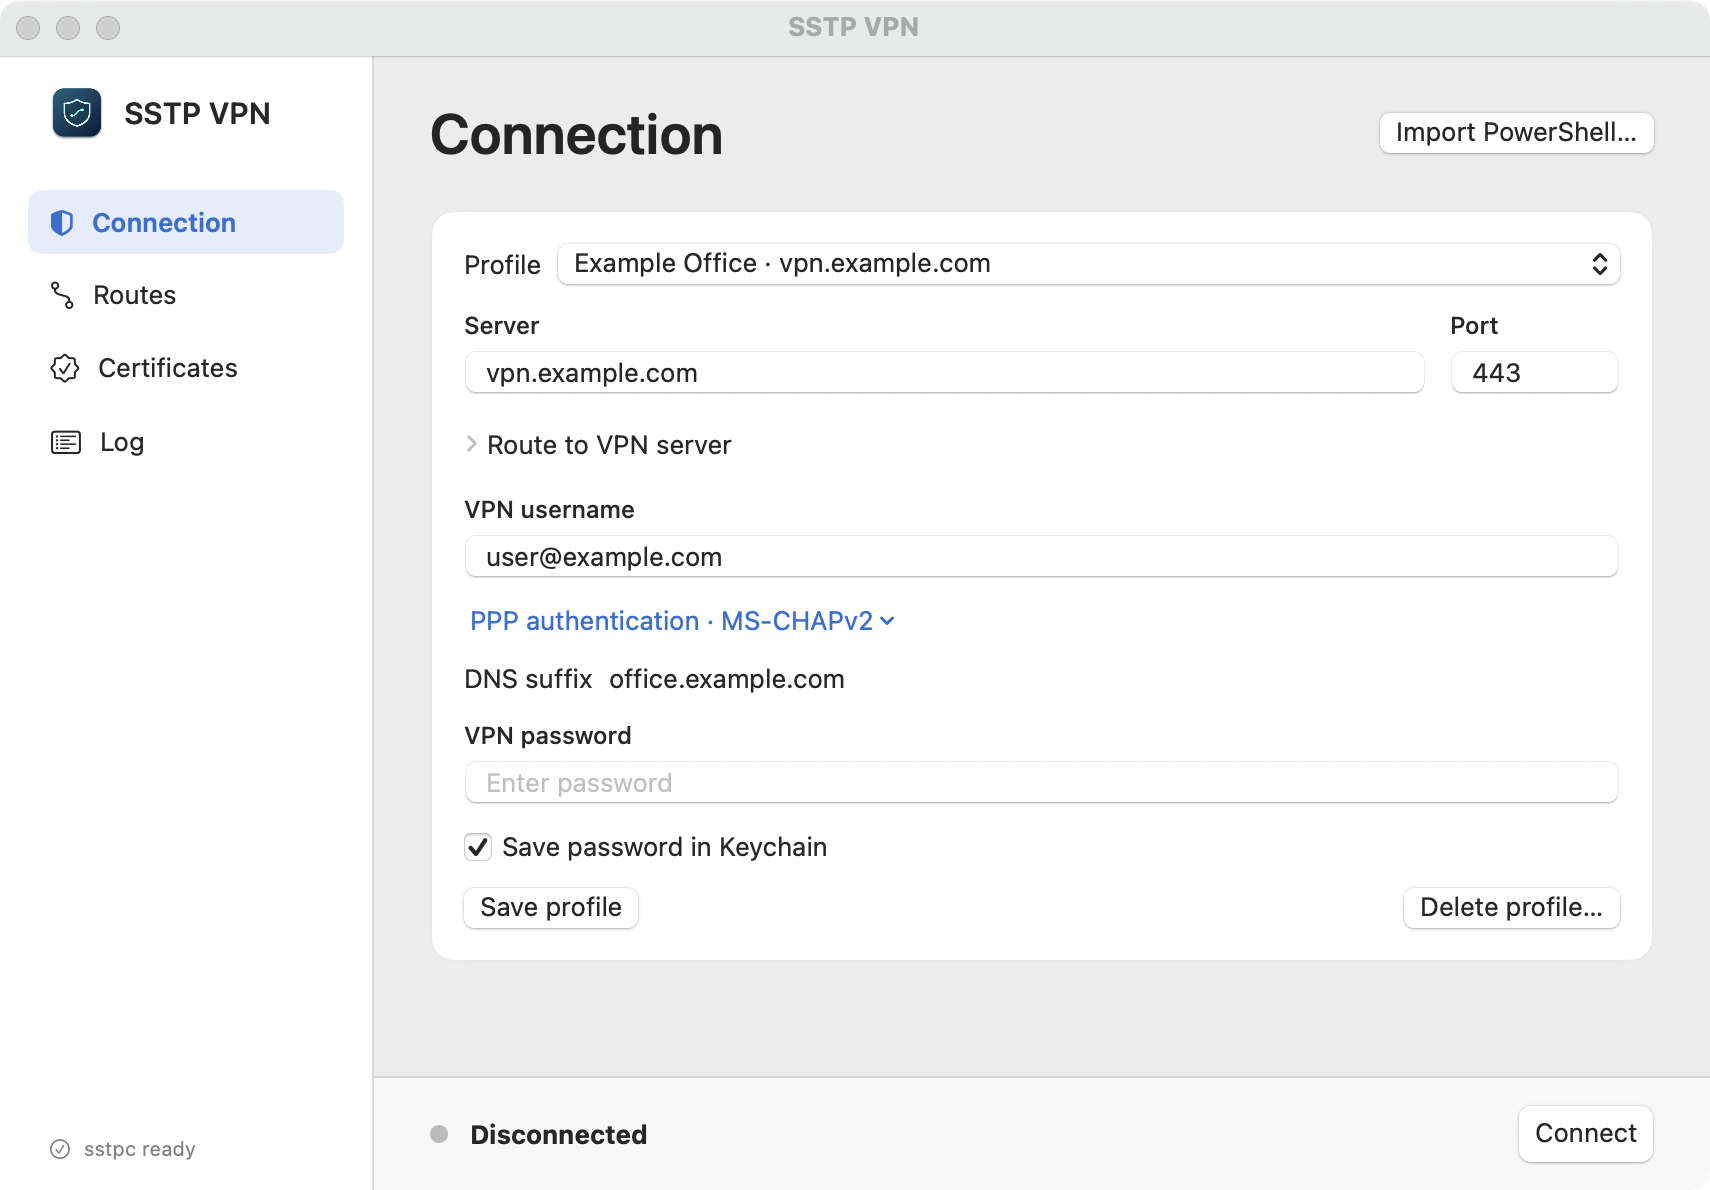 SSTP VPN
SSTP VPN
Connection
Routes
Certificates
Log
sstpc ready
Connection
Import PowerShell...
Profile
Example Office · vpn.example.com
Server
Port
vpn.example.com
443
Route to VPN server
VPN username
user@example.com
PPP authentication · MS-CHAPv2
DNS suffix office.example.com
VPN password
Enter password
Save password in Keychain
Save profile
Delete profile...
Disconnected
Connect